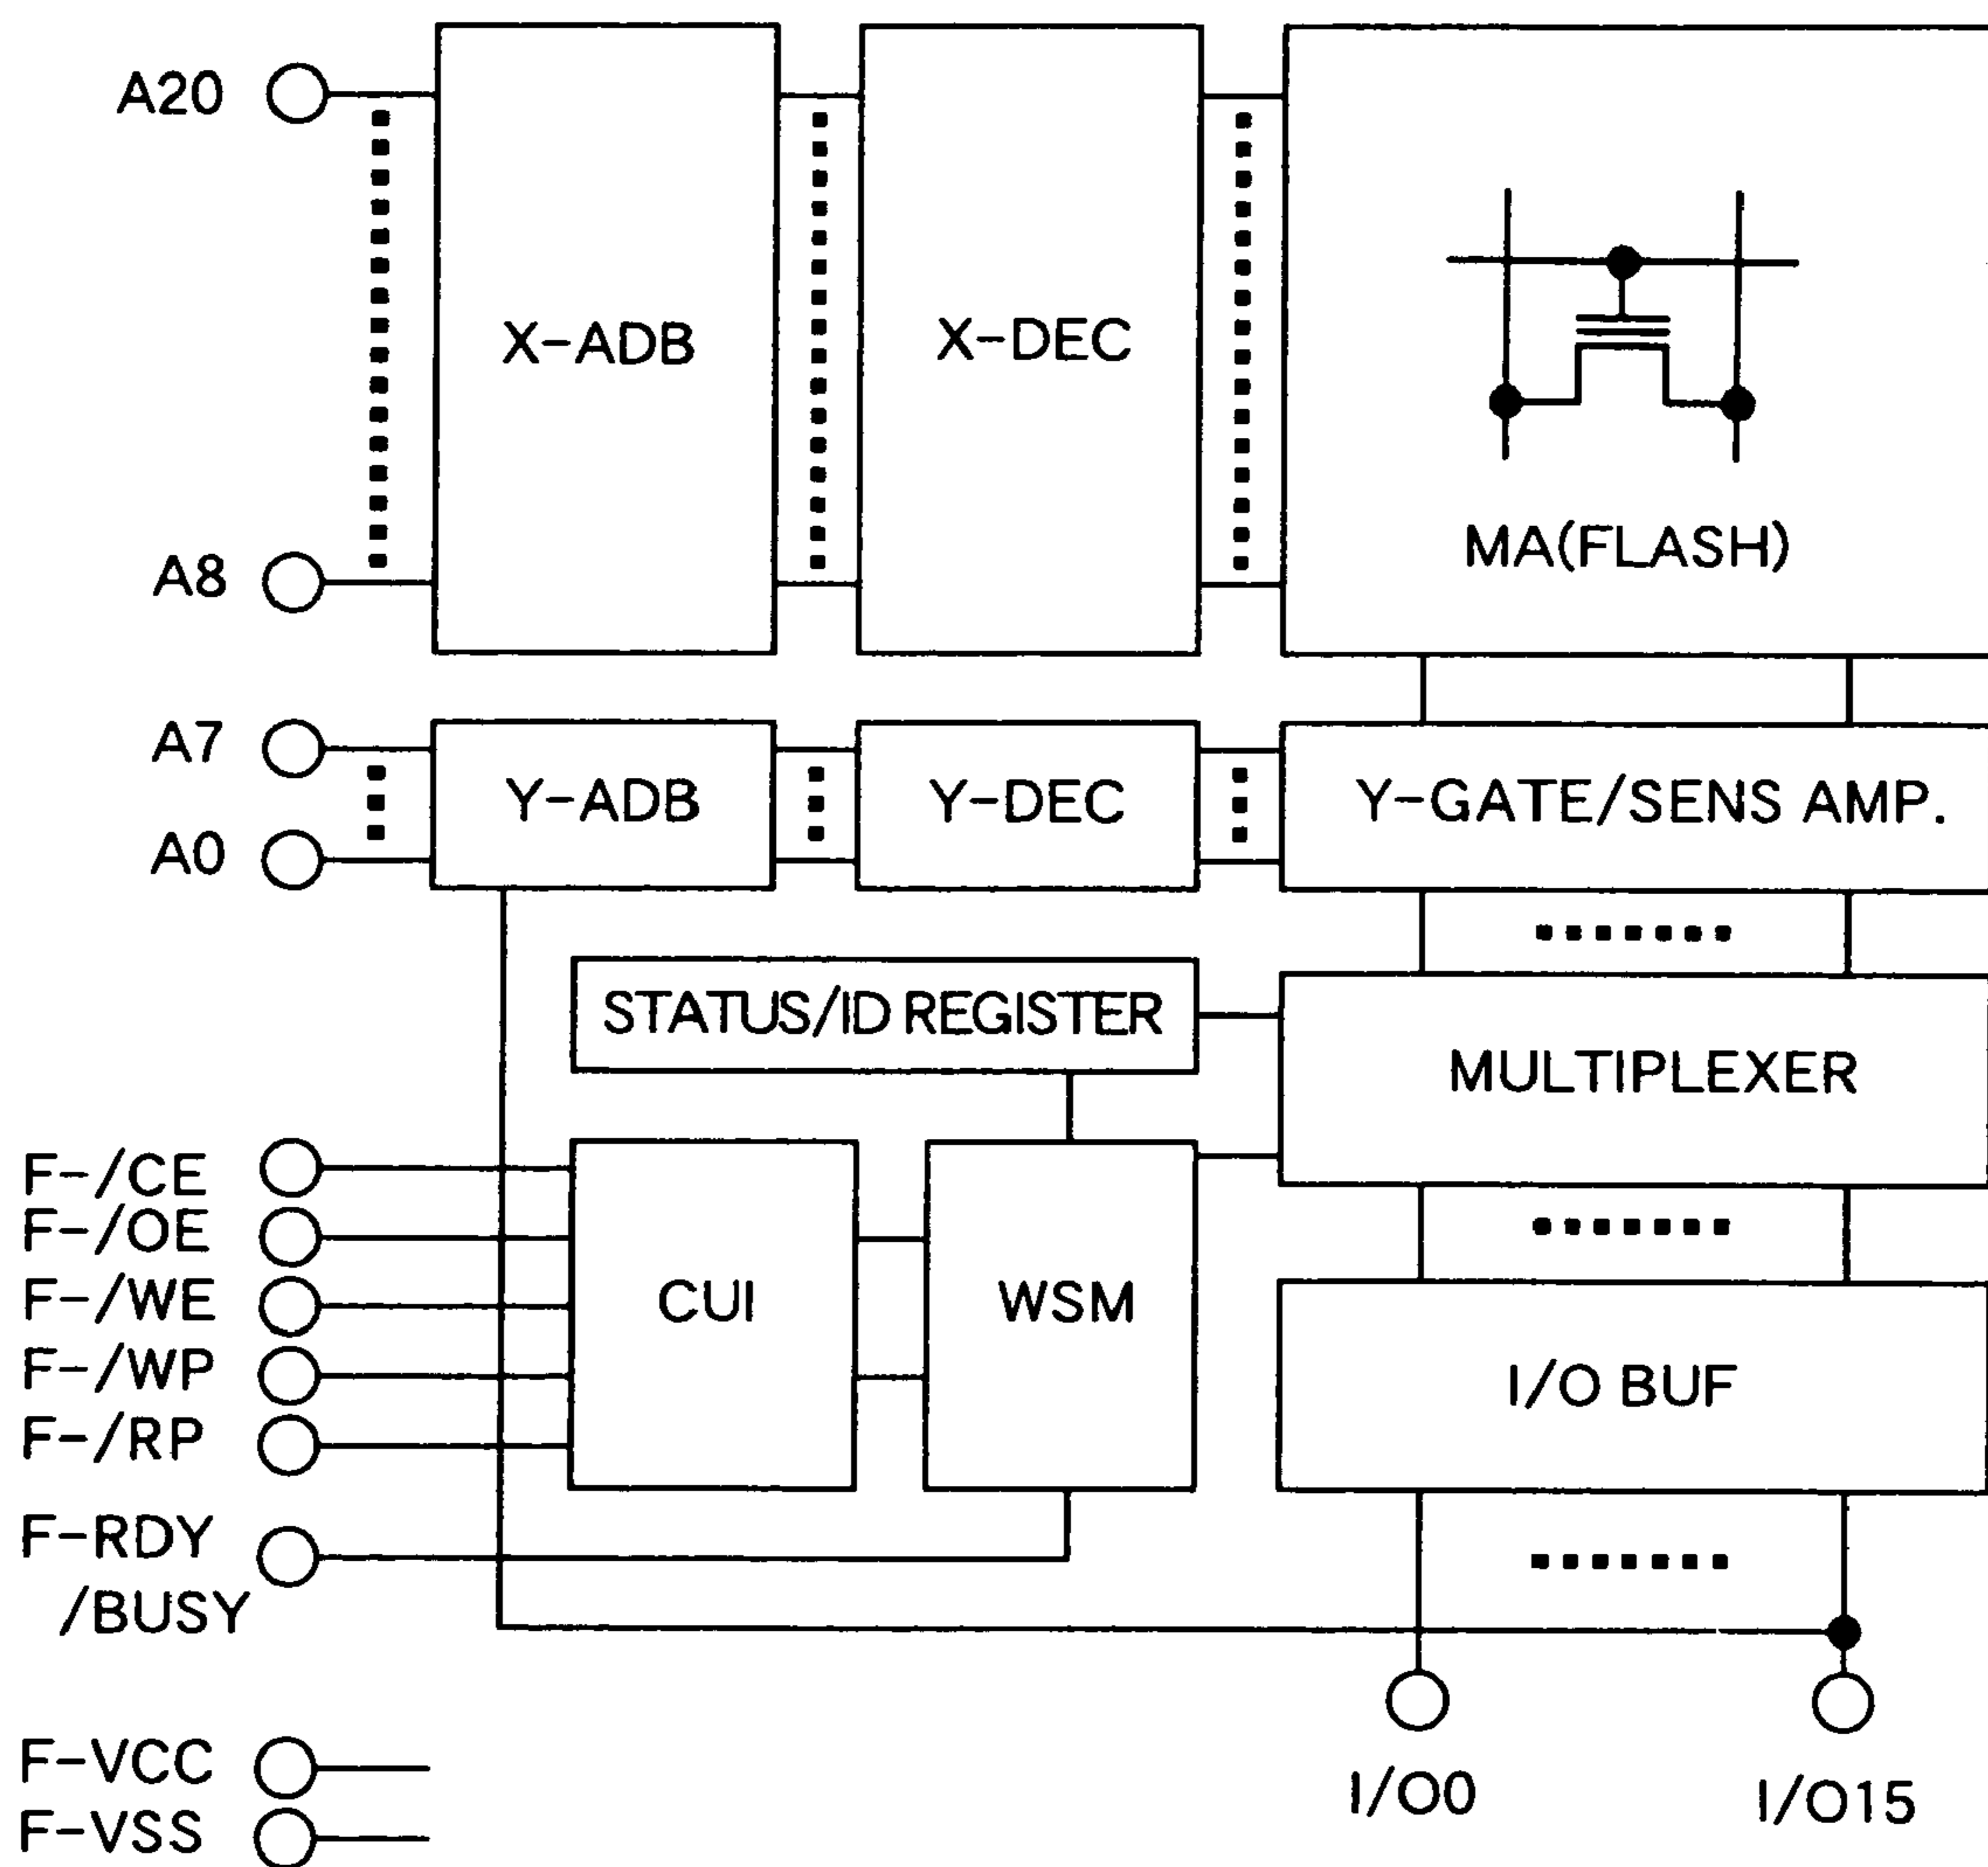 A20
X-ADB
X-DEC
MA(FLASH)
A8
A7
Y-ADB
Y-DEC
Y-GATE/SENS AMP.
A0
STATUS/ID REGISTER
MULTIPLEXER
F-/CE
F-/OE
F-/WE
F-/WP
F-/RP
CUI
WSM
I/O BUF
F-RDY
/BUSY
F-VCC
F-VSS
I/O0
I/O15